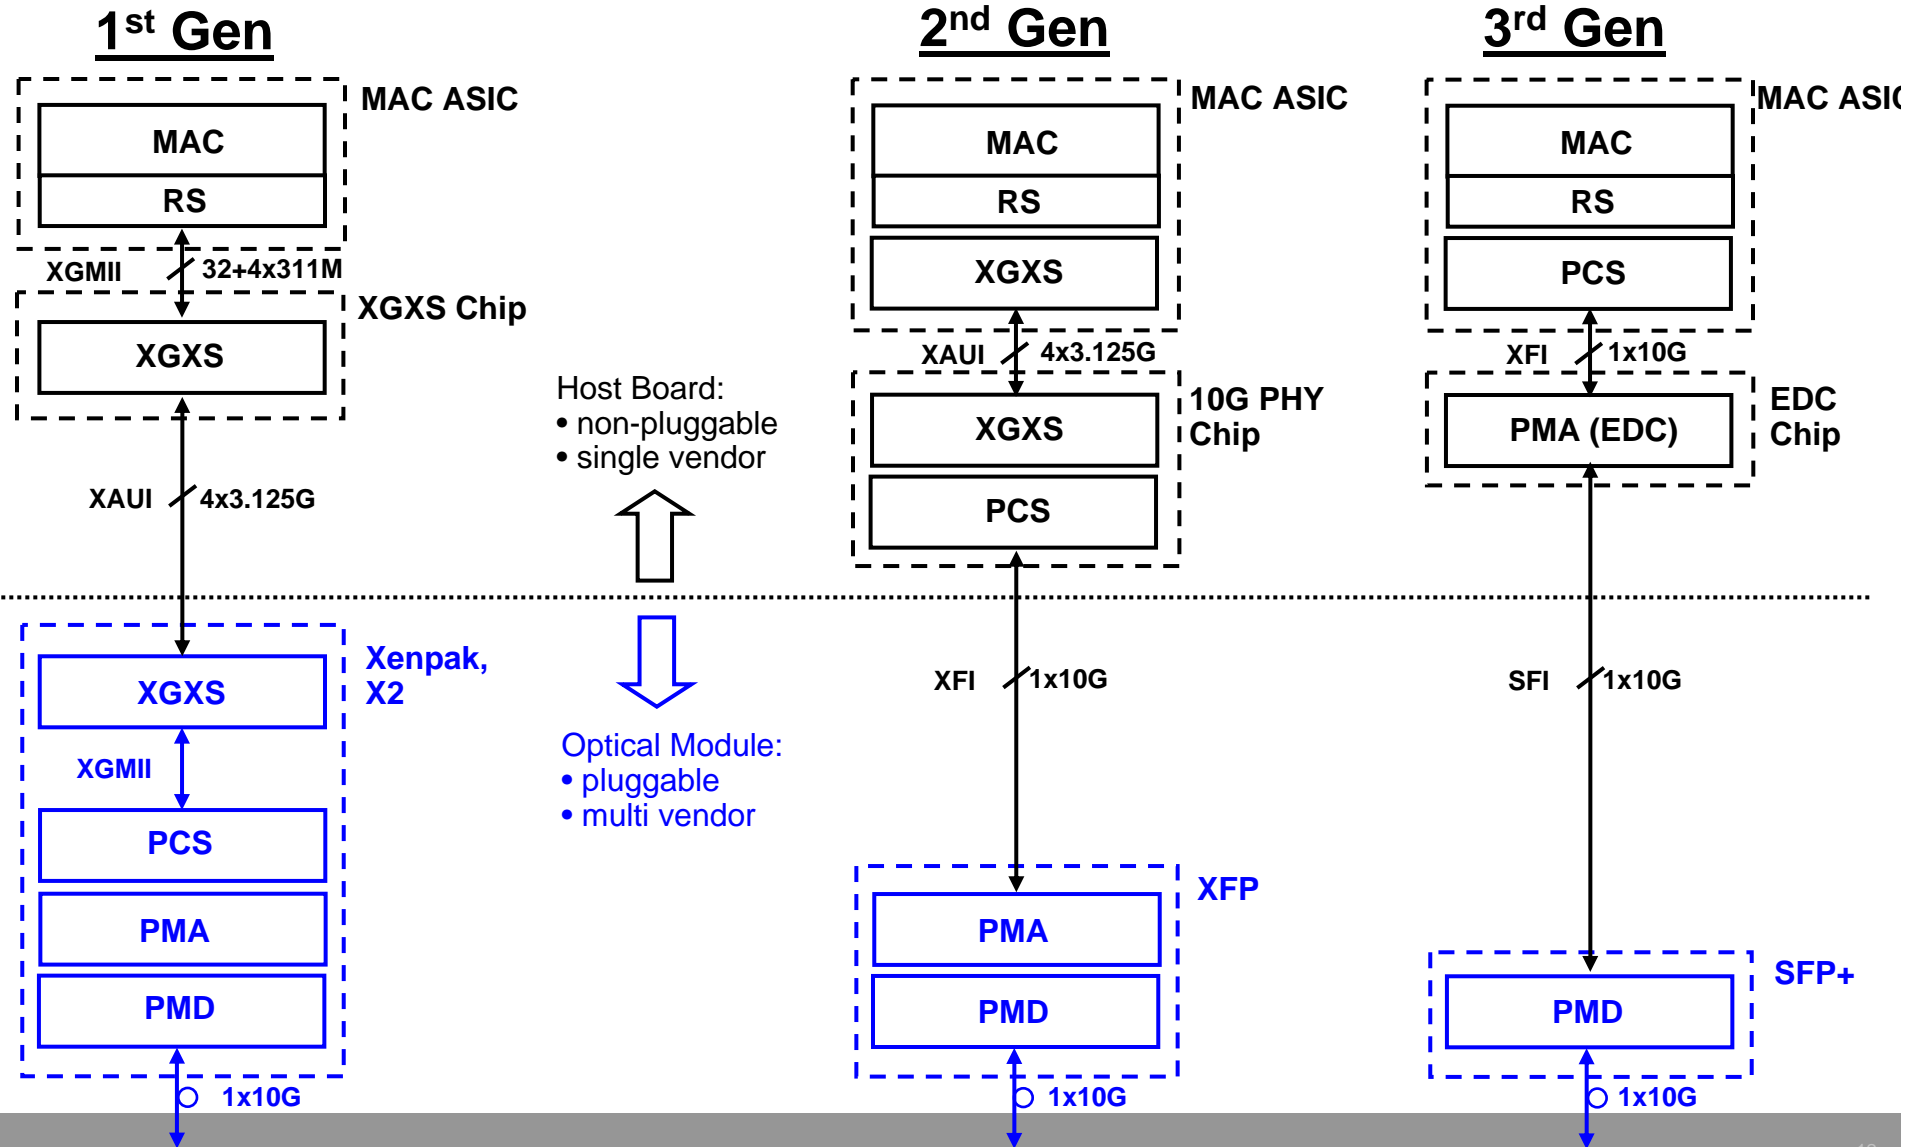 1st Gen
MAC ASIC
MAC
RS
XGMII
32+4x311M
XGXS Chip
XGXS
XAUI
4x3.125G
Xenpak,
X2
XGXS
XGMII
PCS
PMA
PMD
1x10G
Host Board:
• non-pluggable
• single vendor
Optical Module:
• pluggable
• multi vendor
2nd Gen
MAC ASIC
MAC
RS
XGXS
XAUI
4x3.125G
10G PHY
Chip
XGXS
PCS
XFI
1x10G
XFP
PMA
PMD
1x10G
3rd Gen
MAC ASIC
MAC
RS
PCS
XFI
1x10G
EDC
Chip
PMA (EDC)
SFI
1x10G
SFP+
PMD
1x10G